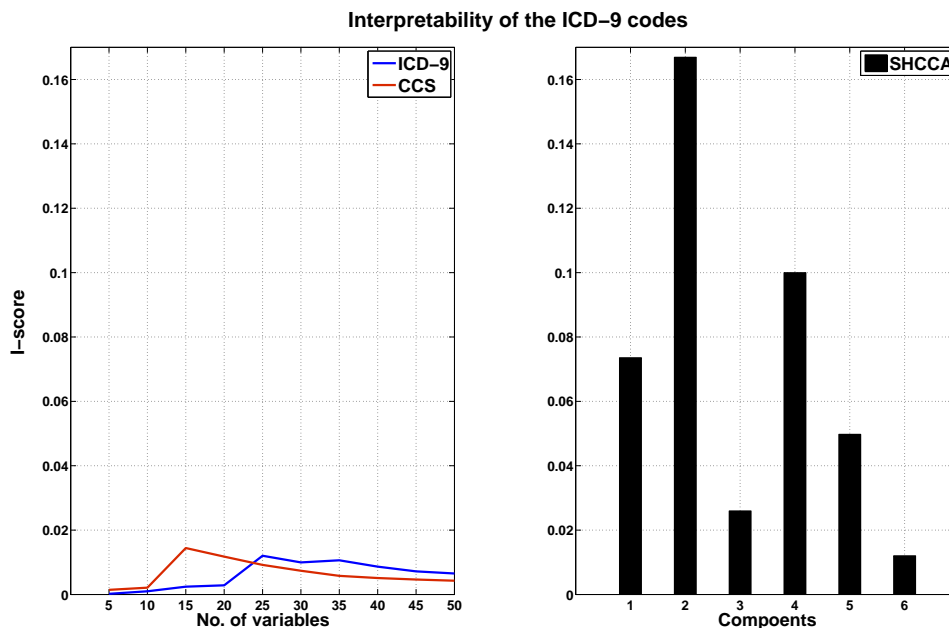 Interpretability of the ICD−9 codes
I−score
0.16
0.14
0.12
0.1
0.08
0.06
0.04
0.02
0
ICD−9
CCS
5 10 15 20 25 30 35 40 45 50
No. of variables
0.16
0.14
0.12
0.1
0.08
0.06
0.04
0.02
0
SHCCA
1 2 3 4 5 6
Compoents